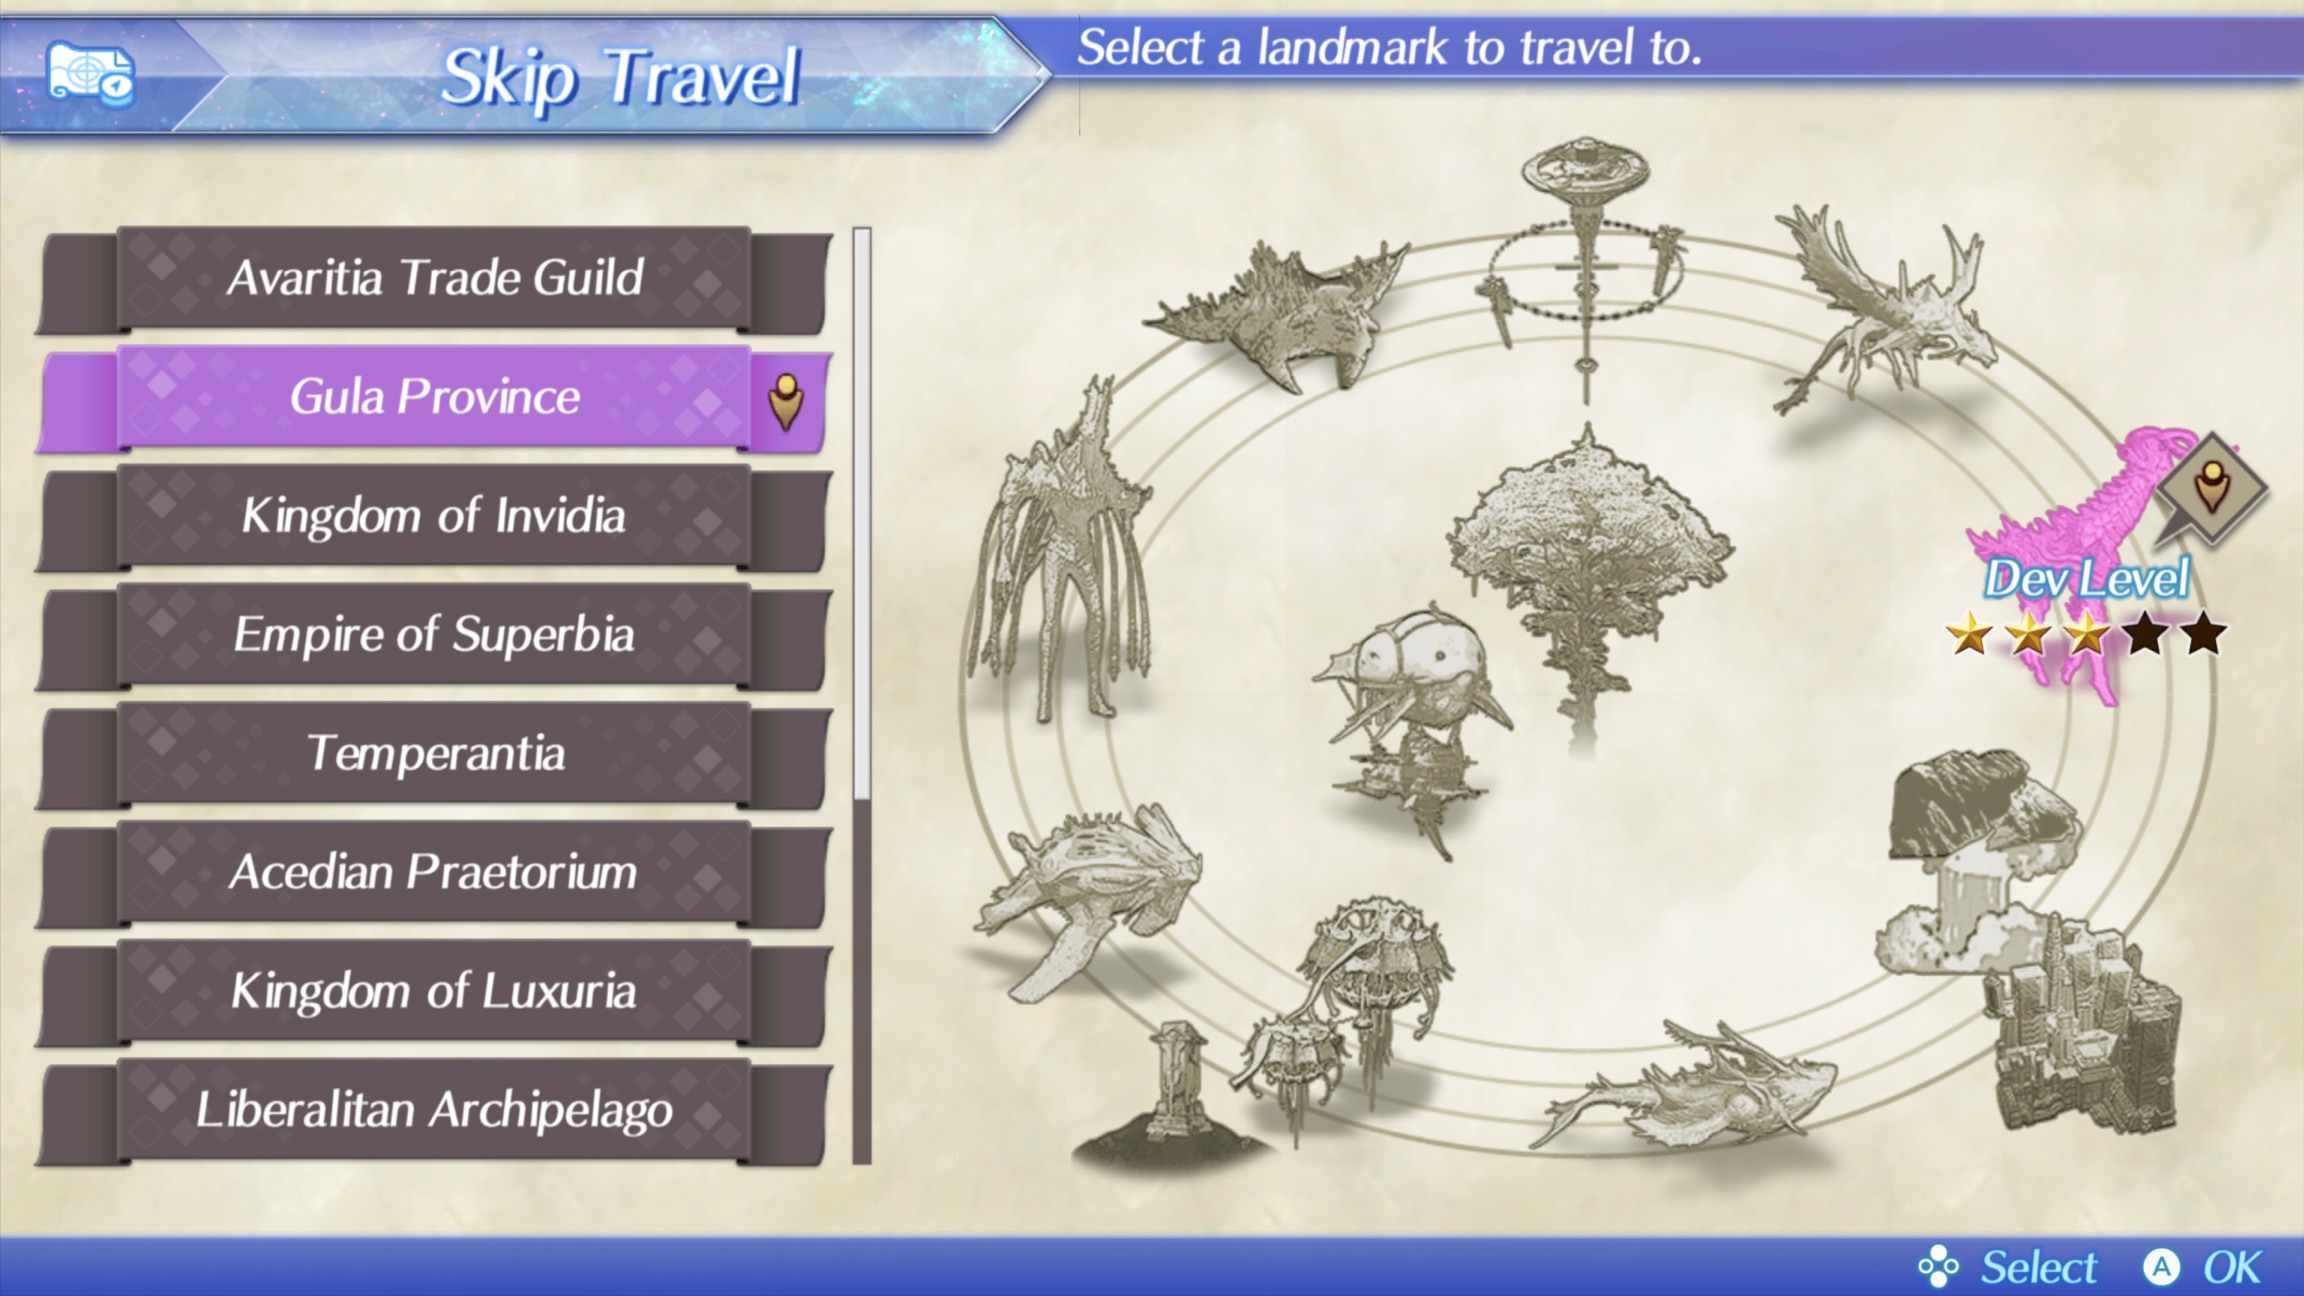 Skip Travel
Select a landmark to travel to.
Avaritia Trade Guild
Gula Province
Kingdom of Invidia
Empire of Superbia
Temperantia
Acedian Praetorium
Kingdom of Luxuria
Liberalitan Archipelago
Dev Level
Select A OK